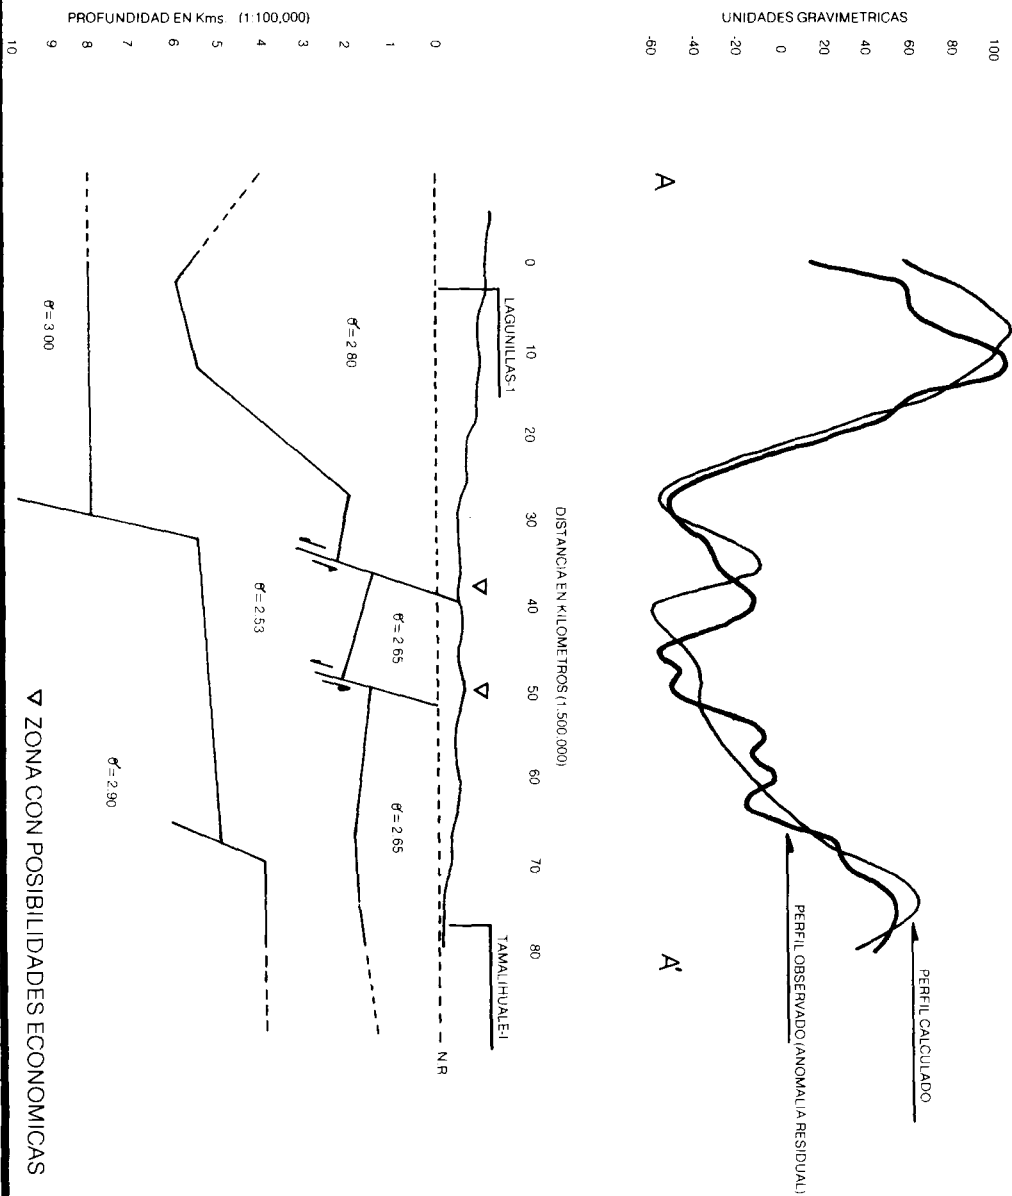 UNIDADES GRAVIMETRICAS
100
80
60
40
20
0
-20
-40
-60
A
A'
PERFIL CALCULADO
PERFIL OBSERVADO (ANOMALIA RESIDUAL)
DISTANCIA EN KILOMETROS (1:500,000)
0
10
20
30
40
50
60
70
80
LAGUNILLAS-1
TAMALIHUALE-I
N R
PROFUNDIDAD EN Kms. (1:100,000)
0
1
2
3
4
5
6
7
8
9
10
σ = 2.80
σ = 2.65
σ = 2.65
σ = 2.53
σ = 3.00
σ = 2.90
∇ ZONA CON POSIBILIDADES ECONOMICAS